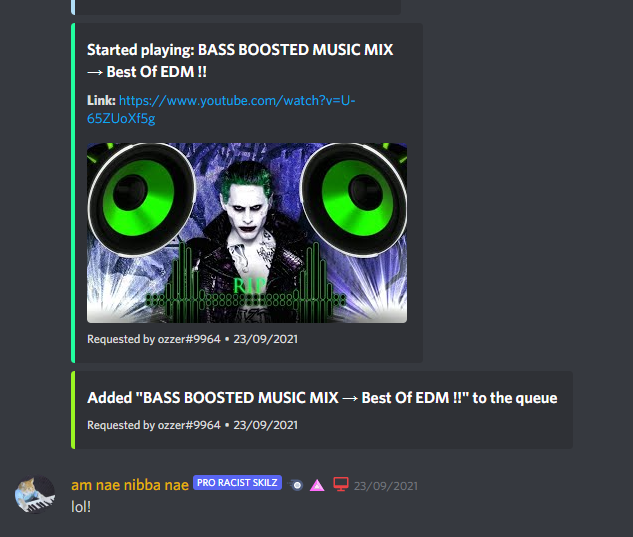 Started playing: BASS BOOSTED MUSIC MIX
→ Best Of EDM !!
Link: https://www.youtube.com/watch?v=U-
65ZUoXf5g
RIP
Requested by ozzer#9964 • 23/09/2021
Added "BASS BOOSTED MUSIC MIX → Best Of EDM !!" to the queue
Requested by ozzer#9964 • 23/09/2021
am nae nibba nae PRO RACIST SKILZ 23/09/2021
lol!